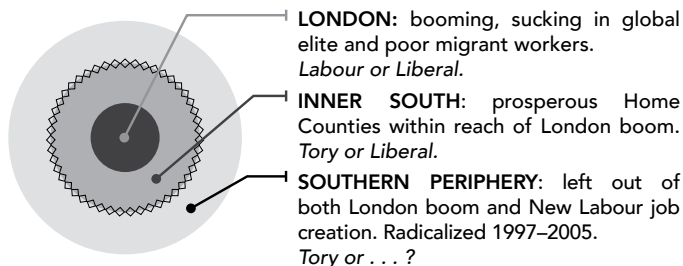 LONDON: booming, sucking in global
elite and poor migrant workers.
Labour or Liberal.
INNER SOUTH: prosperous Home
Counties within reach of London boom.
Tory or Liberal.
SOUTHERN PERIPHERY: left out of
both London boom and New Labour job
creation. Radicalized 1997–2005.
Tory or . . . ?